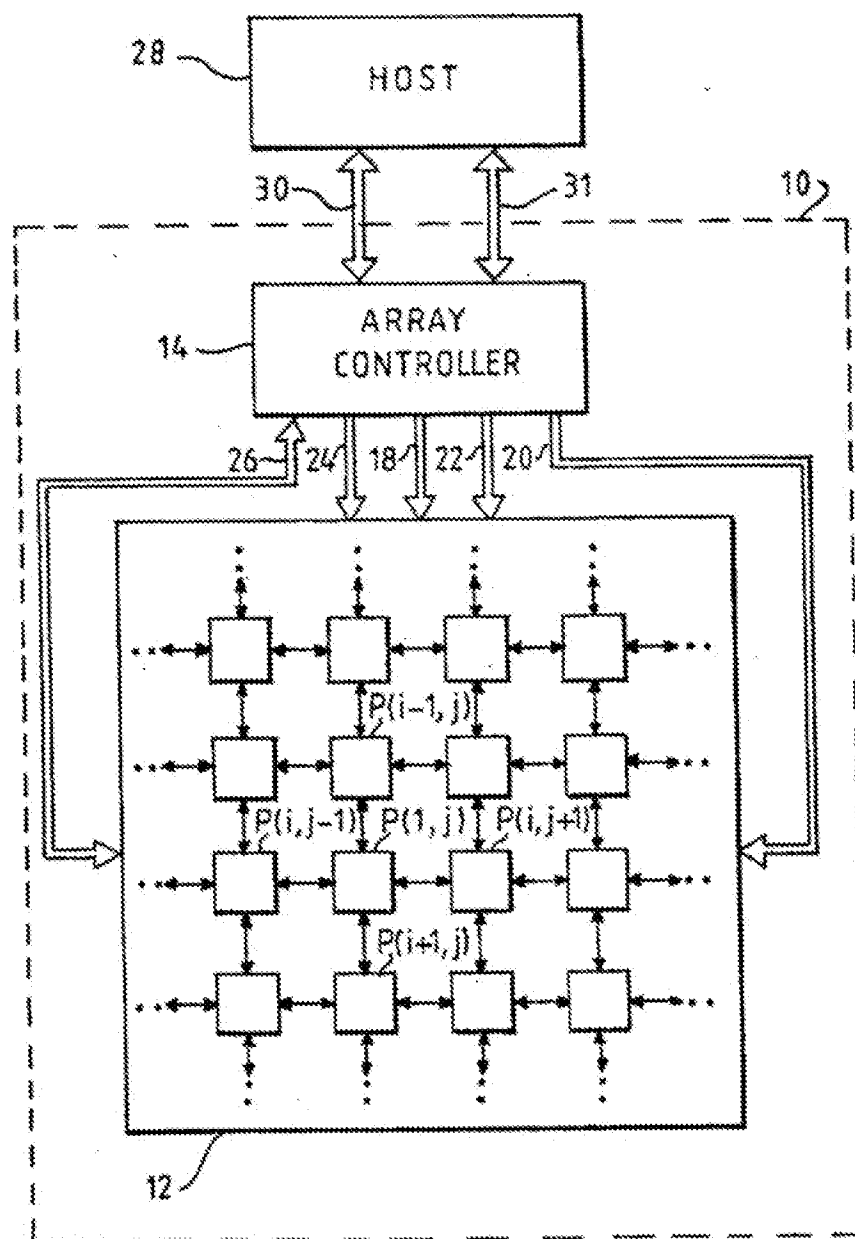 28
HOST
30
31
10
14
ARRAY
CONTROLLER
26
24
18
22
20
P(i-1,j)
P(i,j-1)
P(1,j)
P(i,j+1)
P(i+1,j)
12